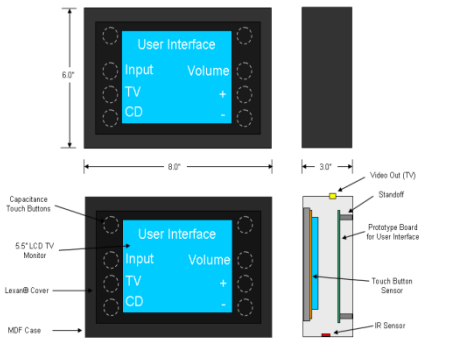 User Interface
Input Volume
TV +
CD -
6.0"
8.0"
3.0"
Video Out (TV)
Capacitance
Touch Buttons
Standoff
5.5" LCD TV
Monitor
User Interface
Input Volume
TV +
CD -
Prototype Board
for User Interface
Lexan® Cover
Touch Button
Sensor
MDF Case
IR Sensor